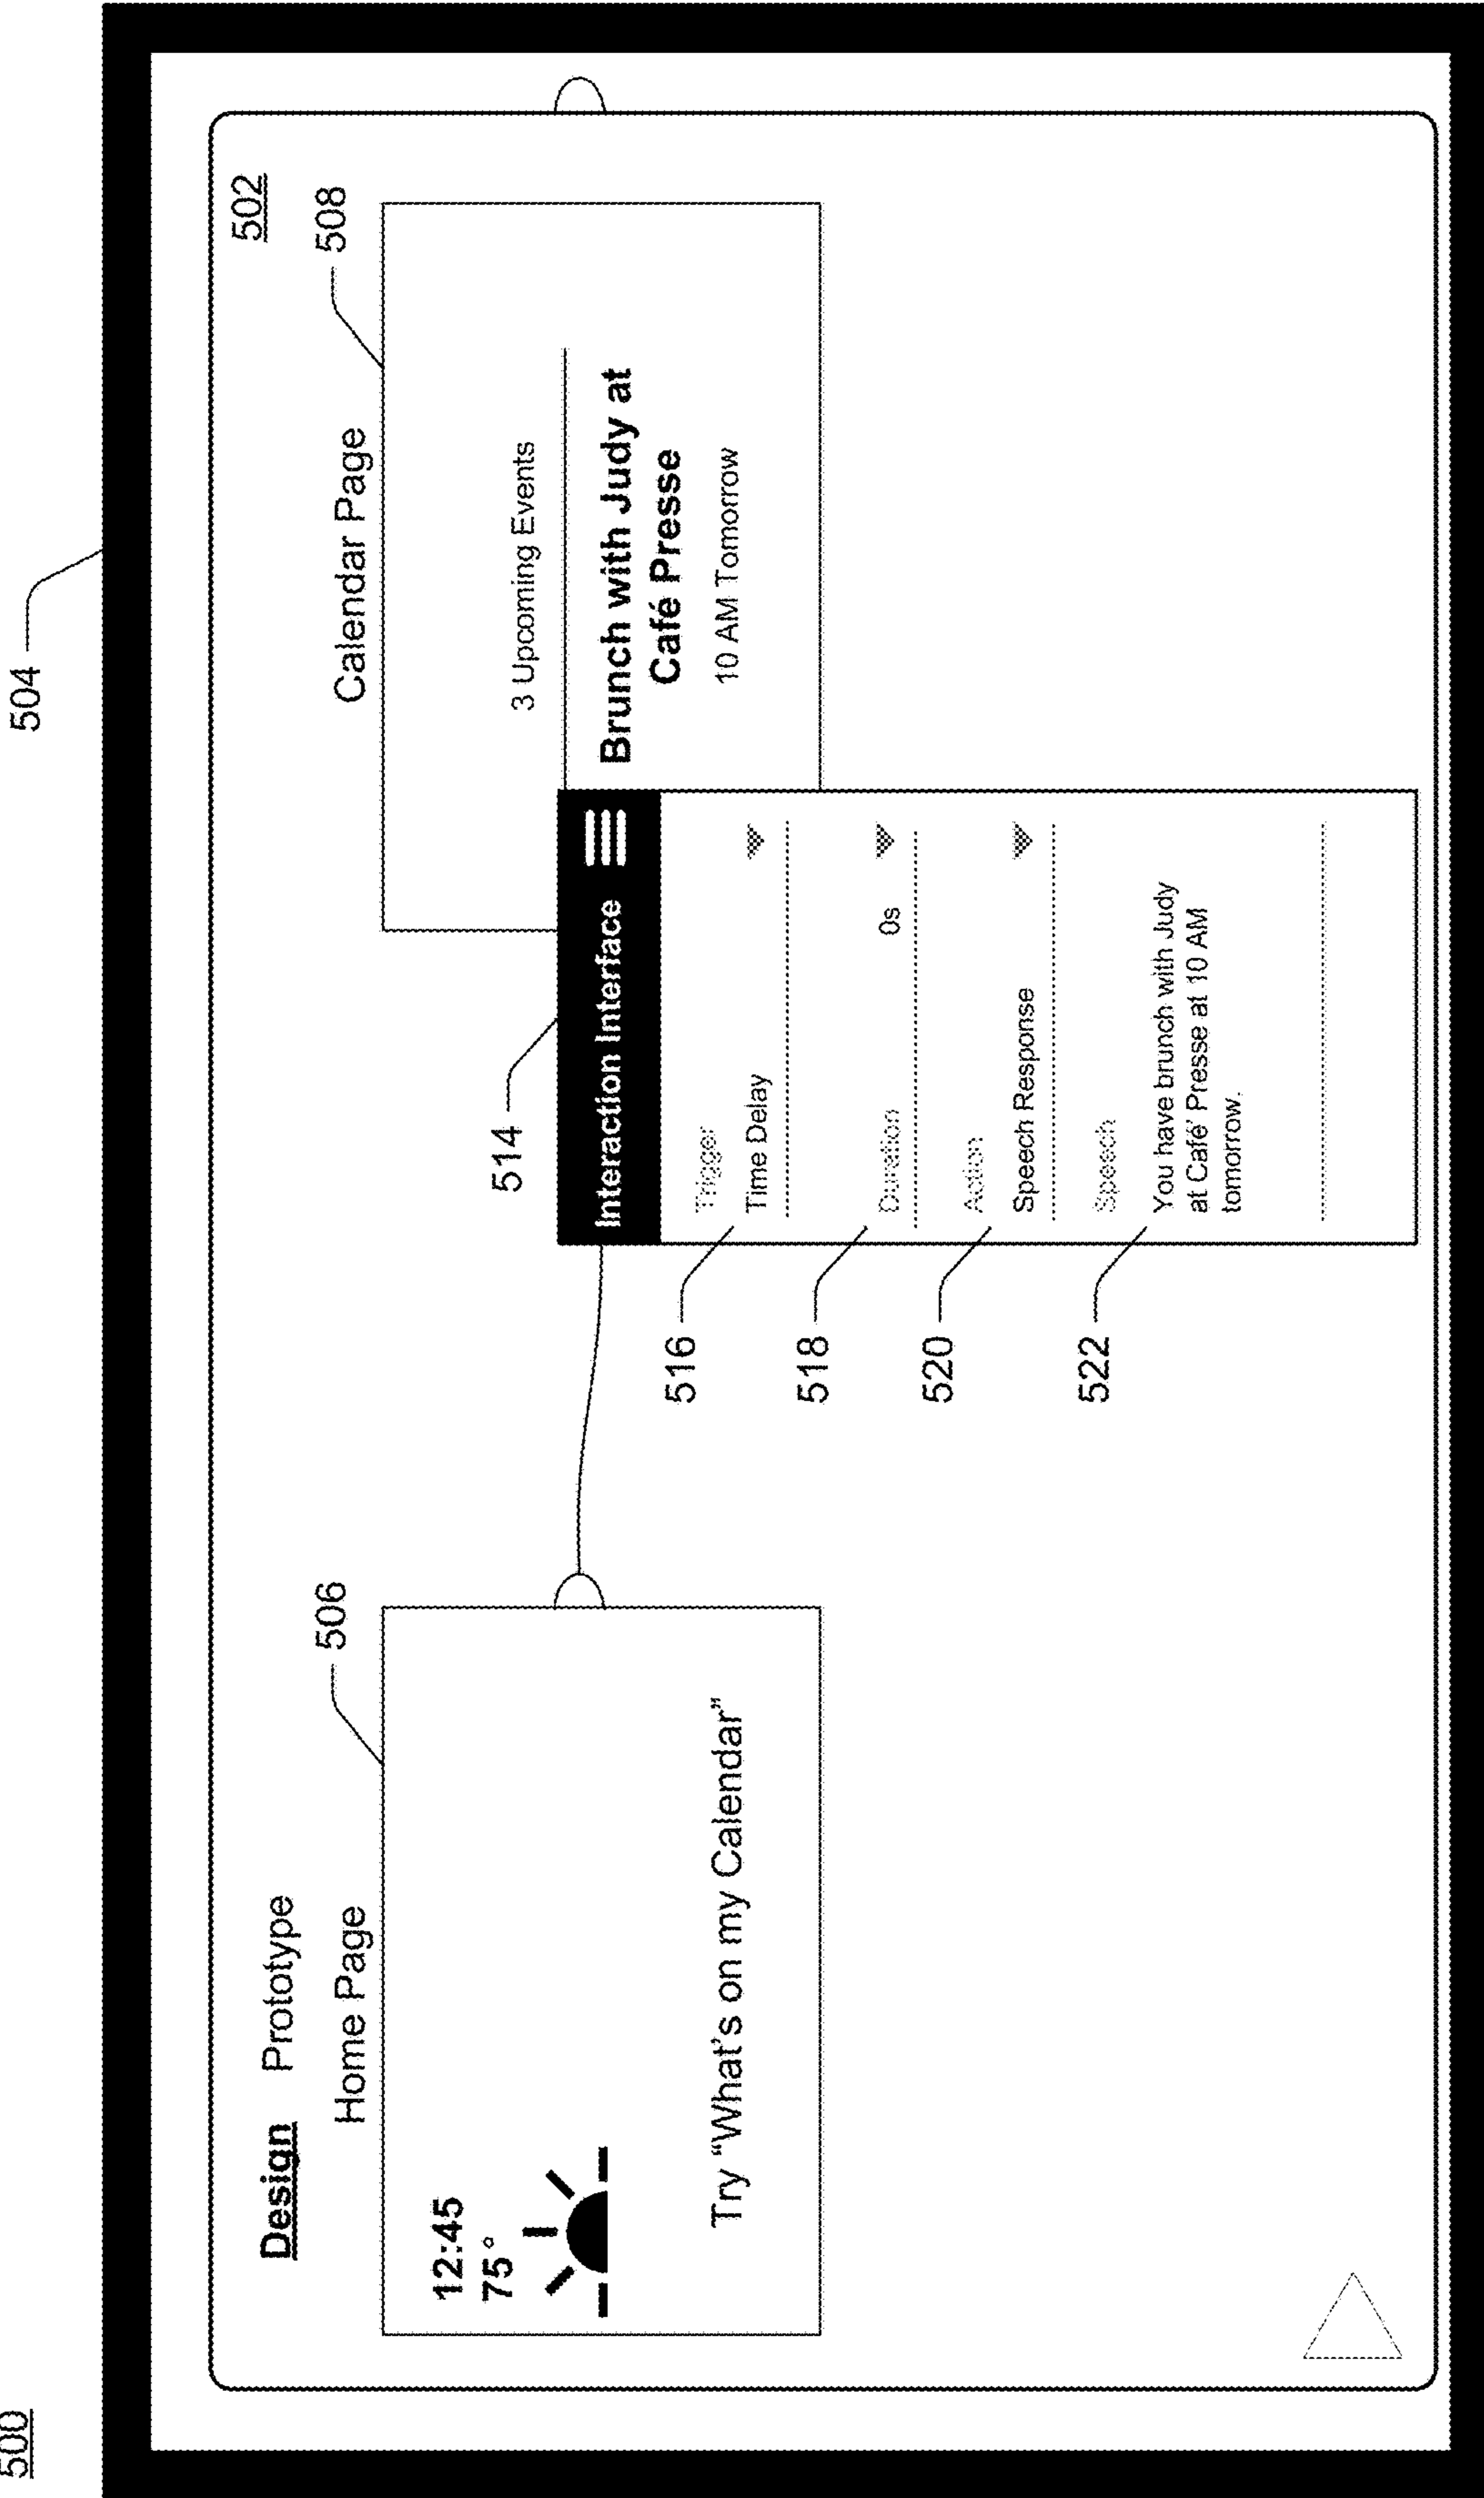 500
504
502
Design Prototype
Home Page
506
12:45
75°
Try “What's on my Calendar”
Calendar Page
508
3 Upcoming Events
Brunch with Judy at
Café Presse
10 AM Tomorrow
514
Interaction Interface
516
Trigger
Time Delay
518
Duration 0s
520
Action
Speech Response
522
Speech
You have brunch with Judy
at Café' Presse at 10 AM
tomorrow.